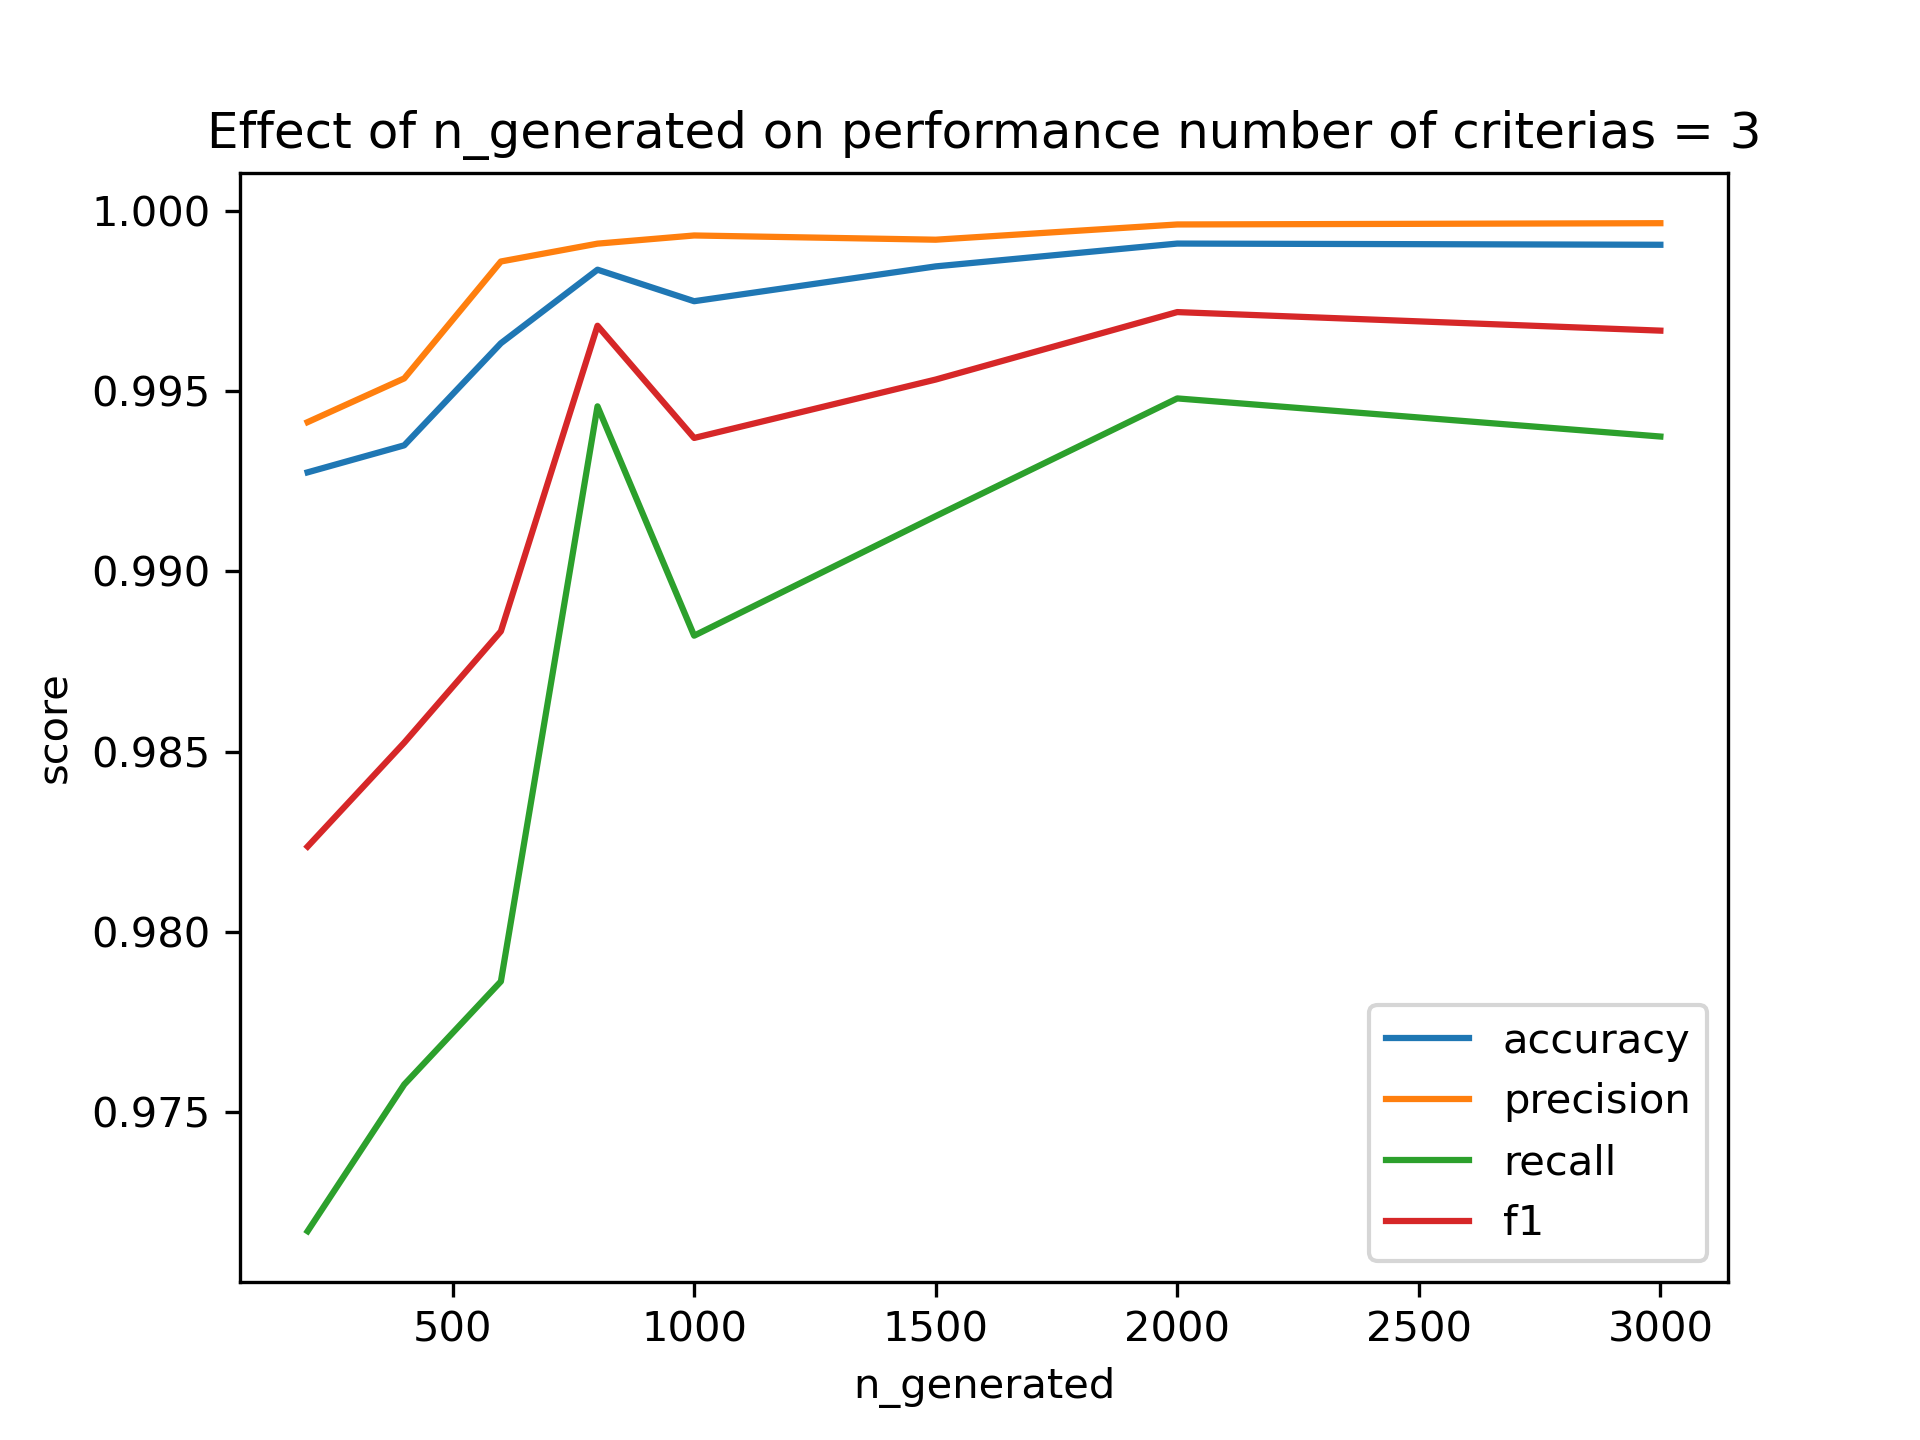 Effect of n_generated on performance number of criterias = 3
1.000
0.995
0.990
0.985
0.980
0.975
score
500 1000 1500 2000 2500 3000
n_generated
accuracy
precision
recall
f1